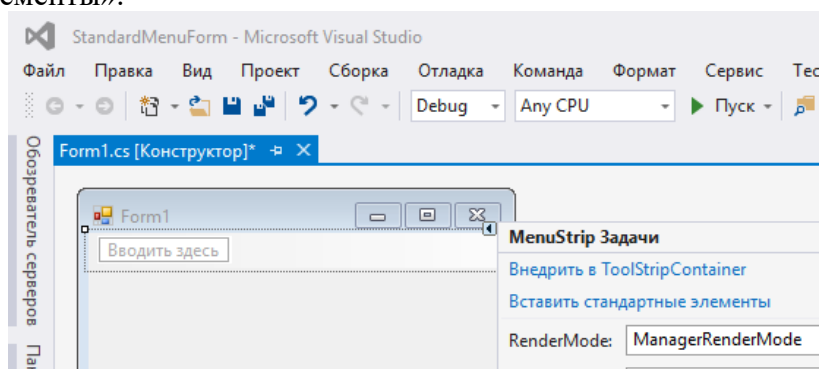 ементы».
StandardMenuForm - Microsoft Visual Studio
Файл Правка Вид Проект Сборка Отладка Команда Формат Сервис Тес
Debug Any CPU Пуск
Form1.cs [Конструктор]*
Обозреватель серверов
Form1
Вводить здесь
MenuStrip Задачи
Внедрить в ToolStripContainer
Вставить стандартные элементы
RenderMode: ManagerRenderMode